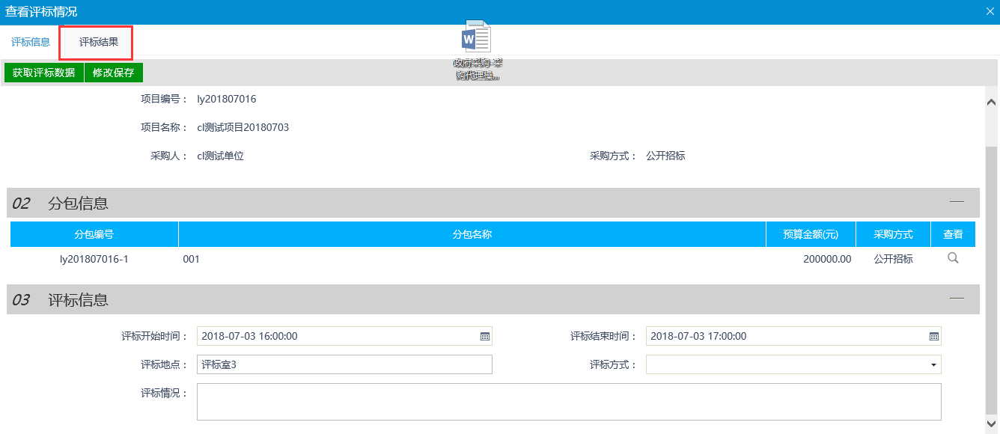 查看评标情况
评标信息 评标结果
W
政府采购-采
购代理操...
获取评标数据 修改保存
项目编号： ly201807016
项目名称： cl测试项目20180703
采购人： cl测试单位 采购方式： 公开招标
02 分包信息
分包编号 分包名称 预算金额(元) 采购方式 查看
ly201807016-1 001 200000.00 公开招标
03 评标信息
评标开始时间： 2018-07-03 16:00:00 评标结束时间： 2018-07-03 17:00:00
评标地点： 评标室3 评标方式：
评标情况：